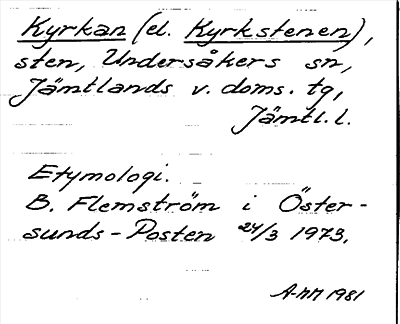 Kyrkan (el. Kyrkstenen),
sten, Undersåkers sn,
Jämtlands v. doms. tg,
Jämtl. l.
Etymologi.
B. Flemström i Öster-
sunds-Posten 24/3 1973.
A-NM 1981